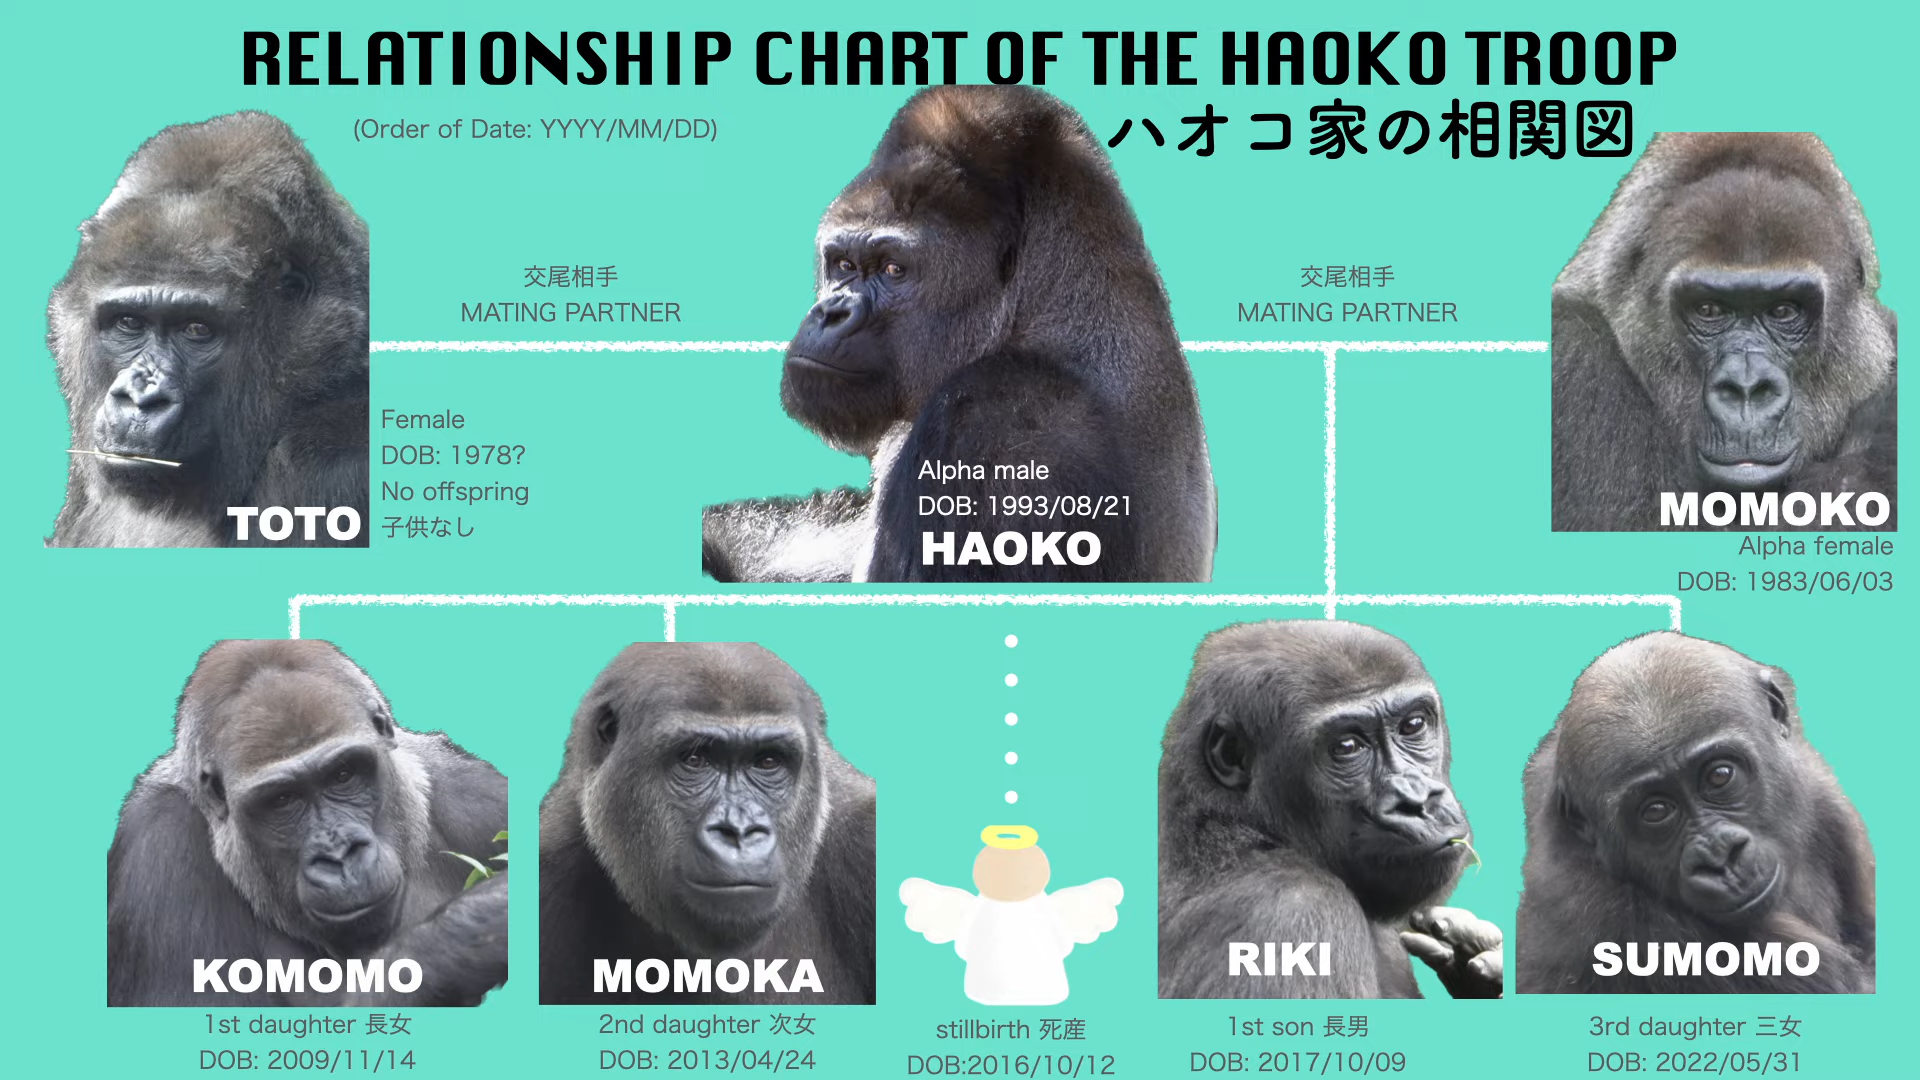 RELATIONSHIP CHART OF THE HAOKO TROOP
ハオコ家の相関図
(Order of Date: YYYY/MM/DD)
交尾相手
MATING PARTNER
交尾相手
MATING PARTNER
Female
DOB: 1978?
No offspring
子供なし
TOTO
Alpha male
DOB: 1993/08/21
HAOKO
MOMOKO
Alpha female
DOB: 1983/06/03
KOMOMO
1st daughter 長女
DOB: 2009/11/14
MOMOKA
2nd daughter 次女
DOB: 2013/04/24
stillbirth 死産
DOB:2016/10/12
RIKI
1st son 長男
DOB: 2017/10/09
SUMOMO
3rd daughter 三女
DOB: 2022/05/31